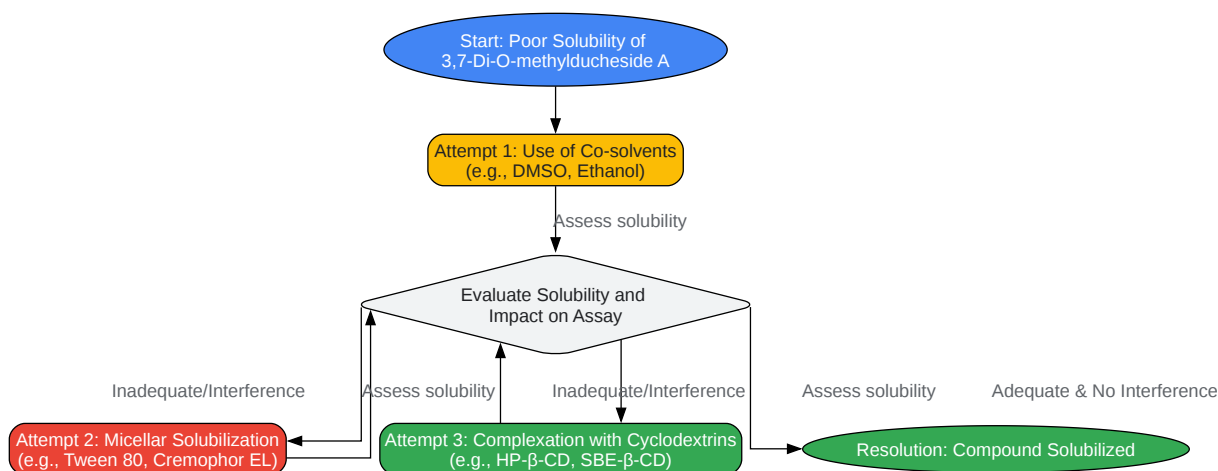 Start: Poor Solubility of
3,7-Di-O-methylducheside A
Attempt 1: Use of Co-solvents
(e.g., DMSO, Ethanol)
Assess solubility
Evaluate Solubility and
Impact on Assay
Inadequate/Interference
Assess solubility
Inadequate/Interference
Assess solubility
Adequate & No Interference
Attempt 2: Micellar Solubilization
(e.g., Tween 80, Cremophor EL)
Attempt 3: Complexation with Cyclodextrins
(e.g., HP-β-CD, SBE-β-CD)
Resolution: Compound Solubilized